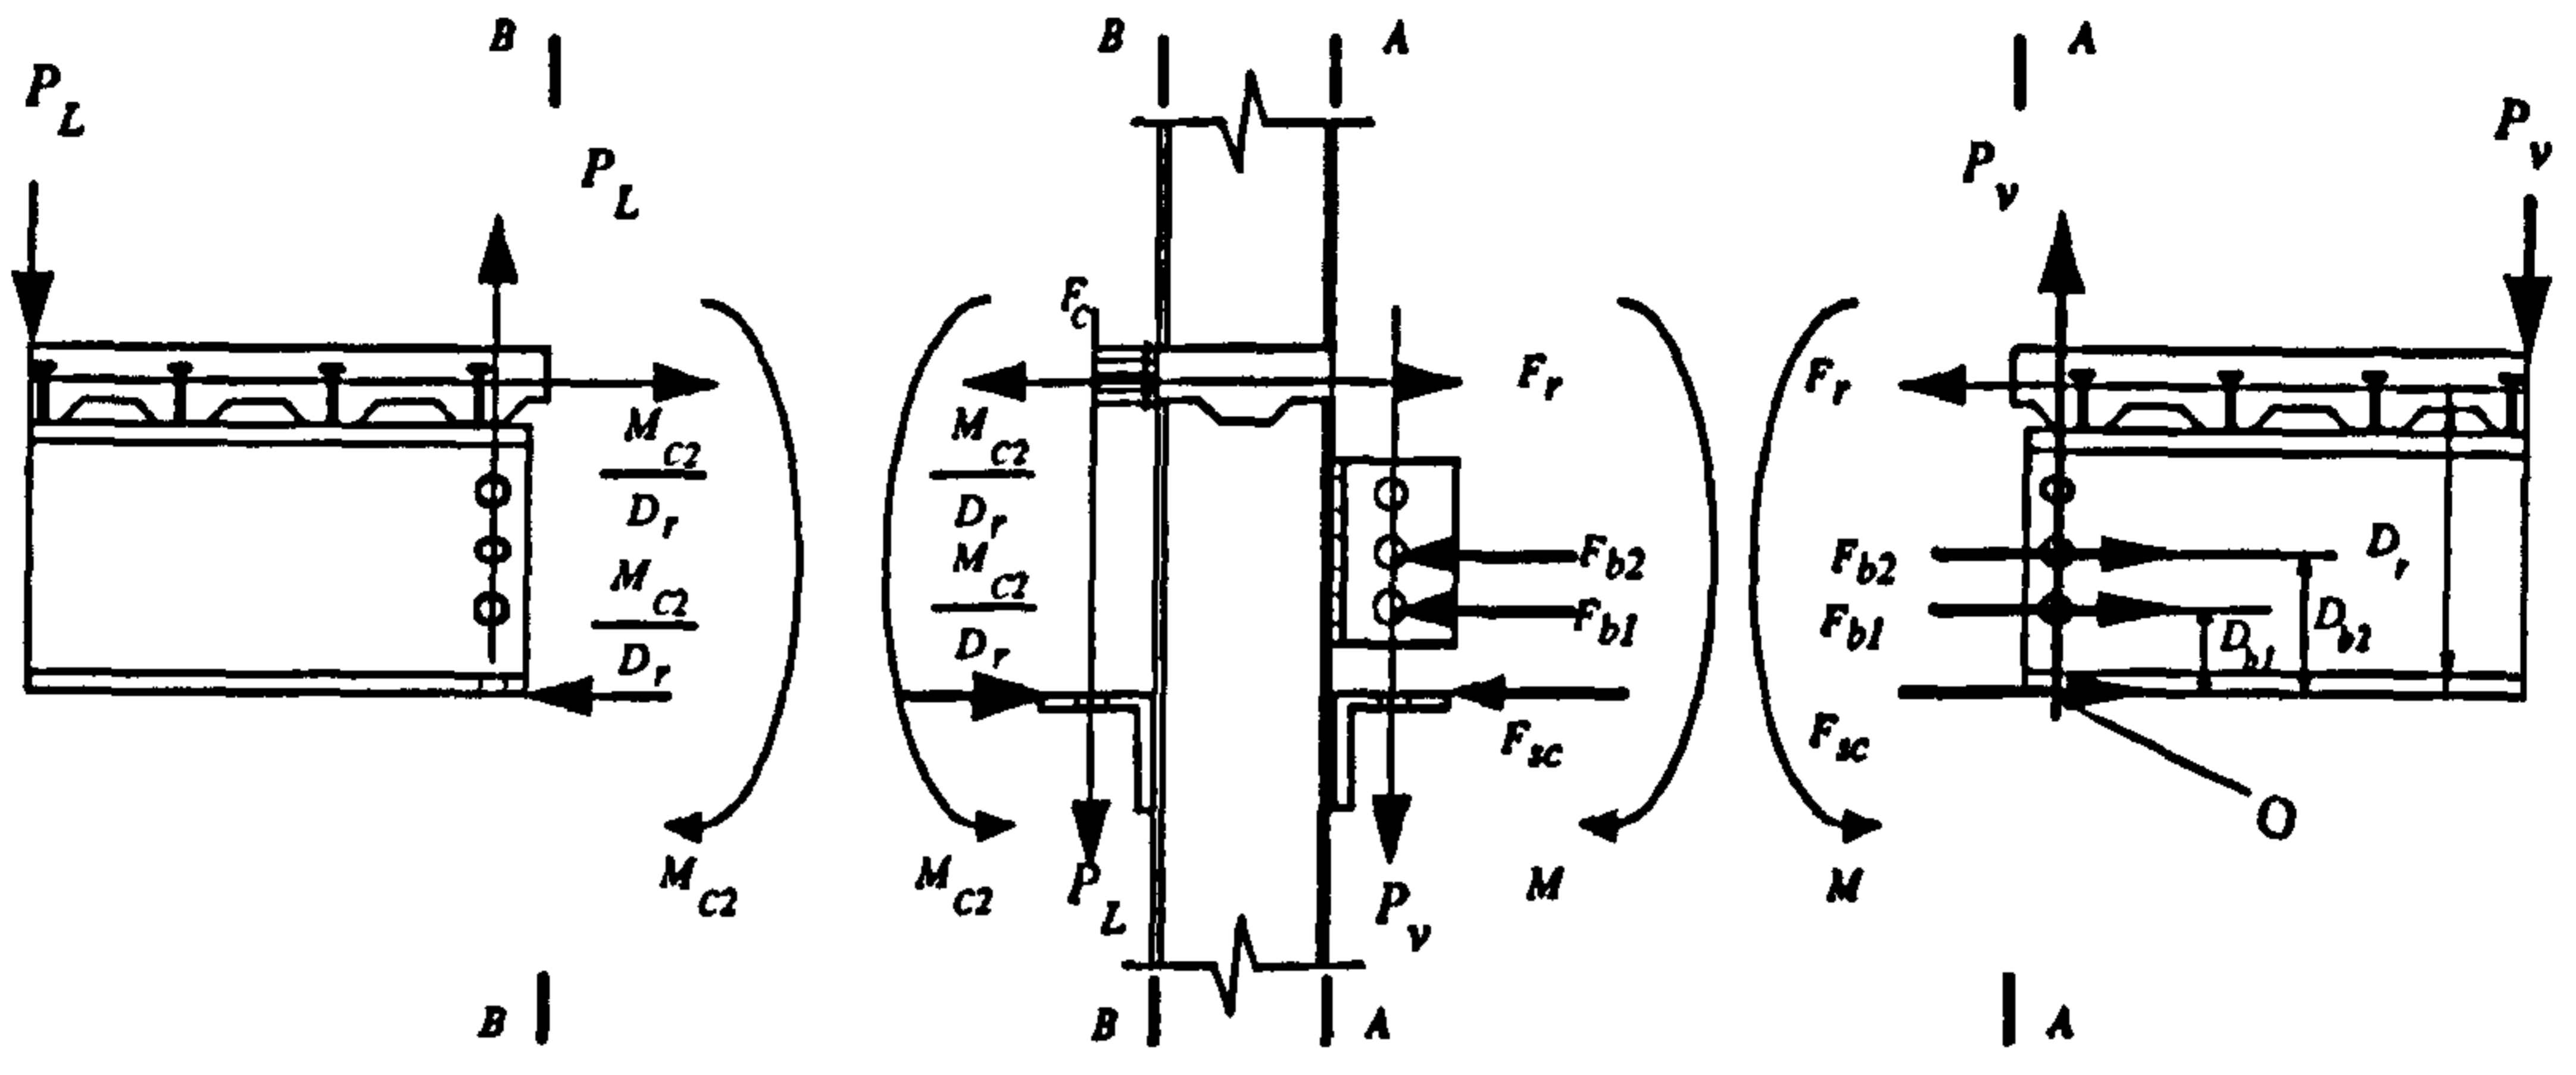 B
B
A
A
P_L
P_L
P_v
P_v
F_c
F_r
F_r
M_C2
D_r
M_C2
D_r
M_C2
D_r
M_C2
D_r
F_b2
F_b1
F_b2
F_b1
D_r
D_b1
D_b2
F_sc
F_sc
O
M_C2
M_C2
P_L
P_v
M
M
B
B
A
A